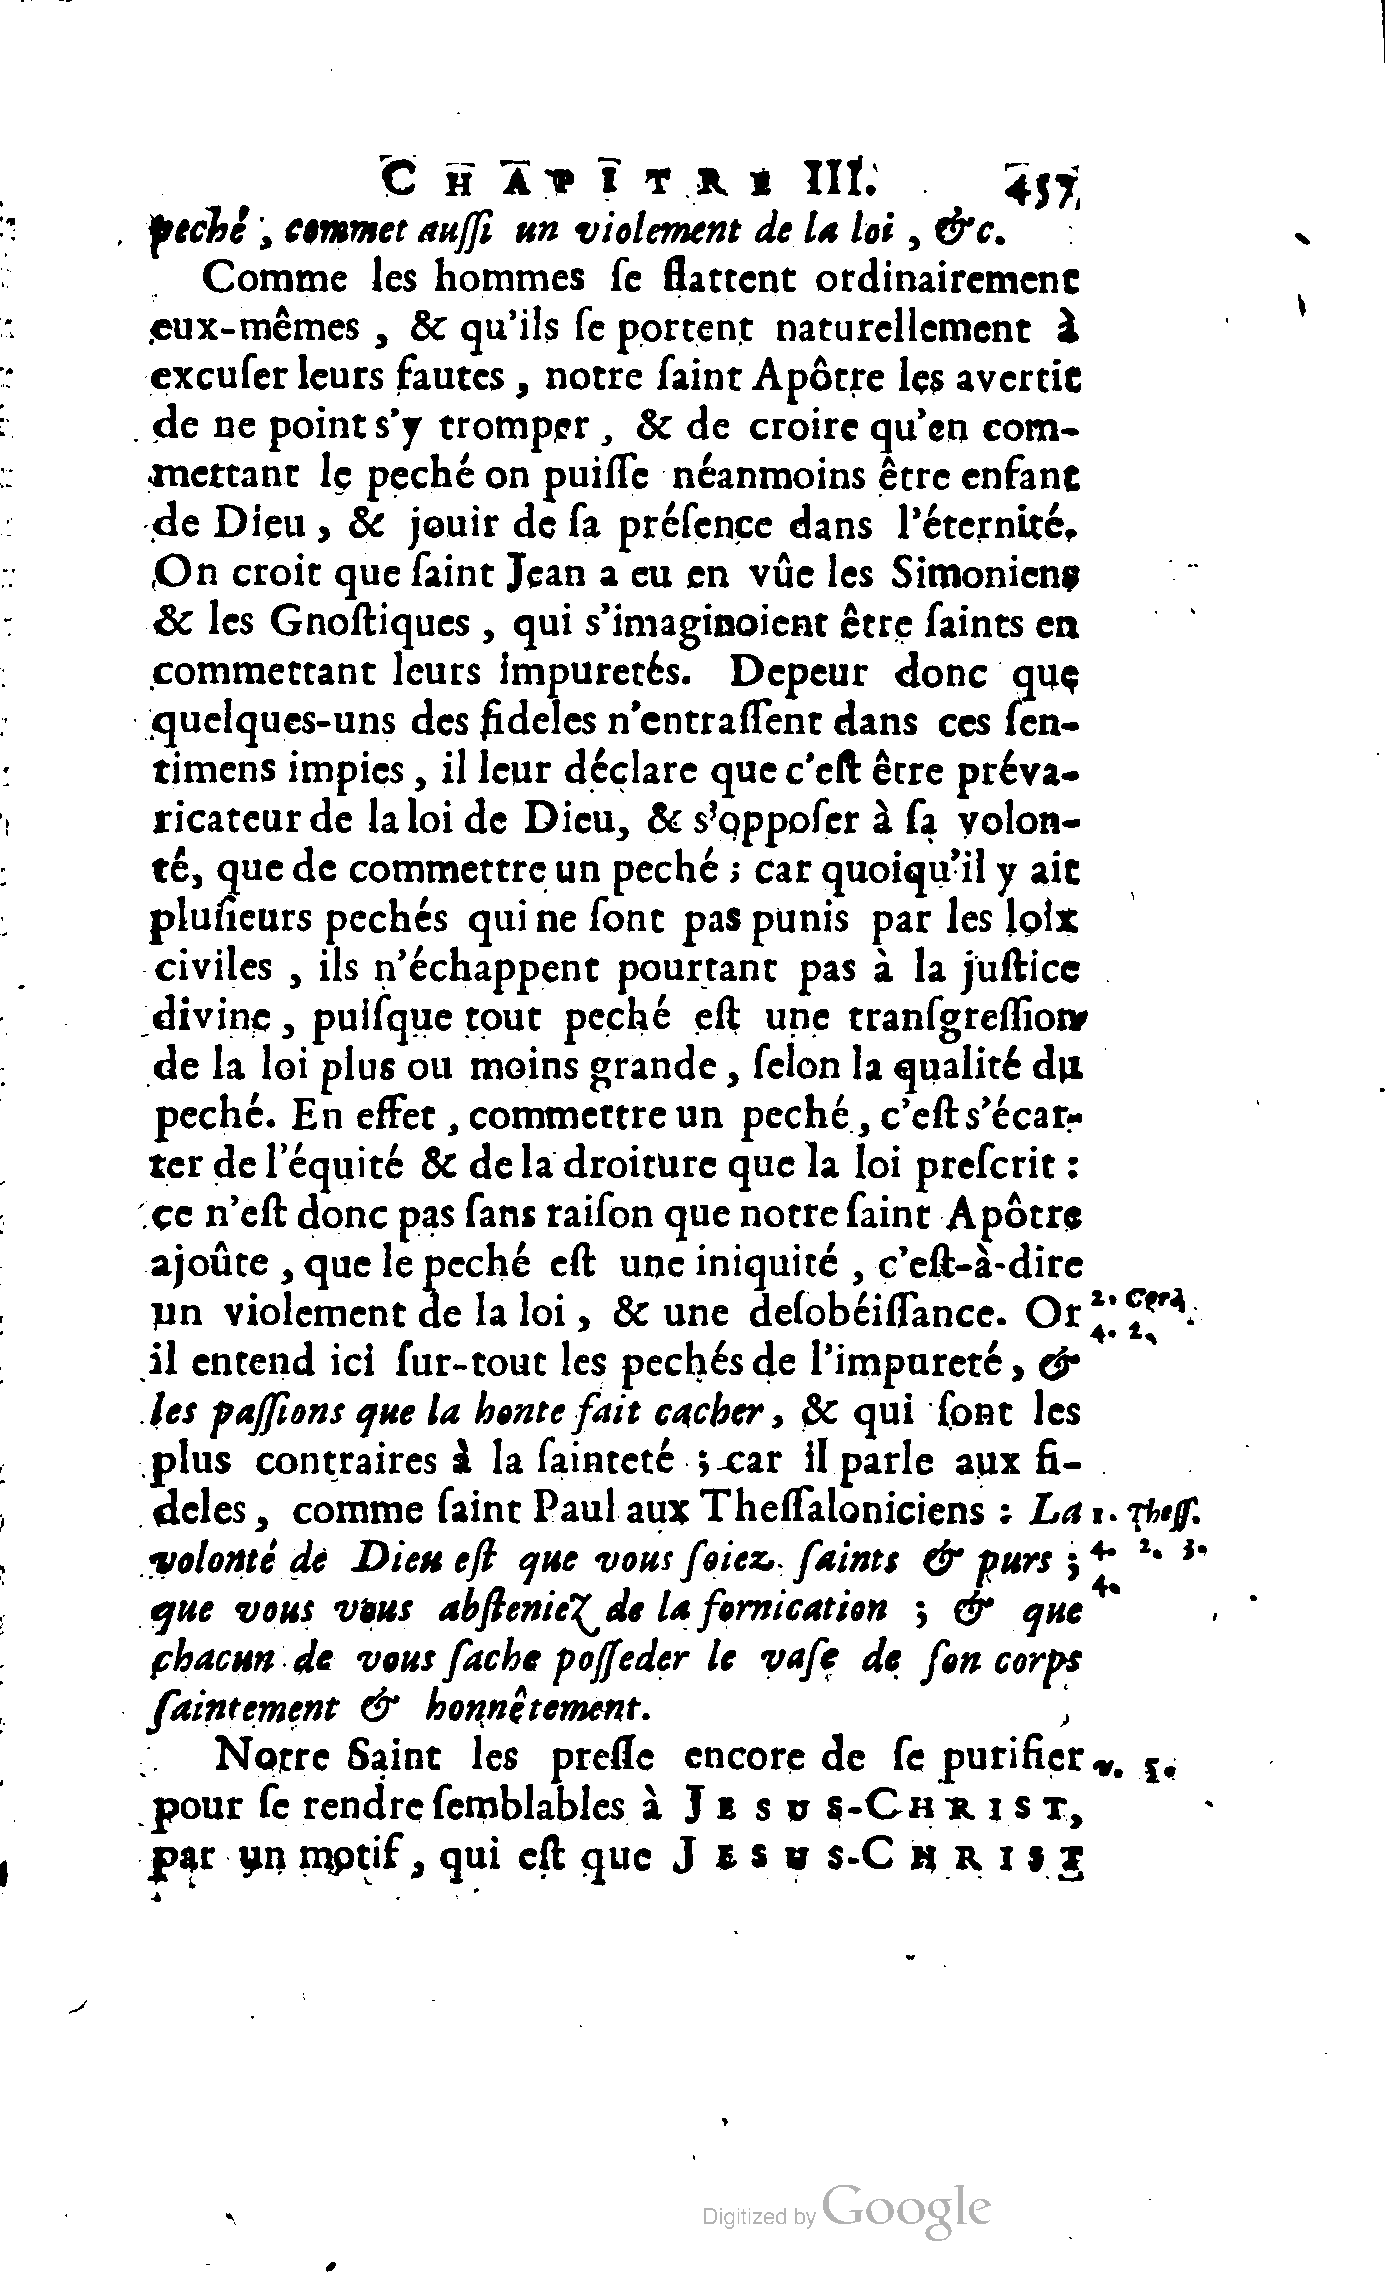 CHAPITRE III. 457
peché, commet auſſi un violement de la loi, &c.
Comme les hommes ſe flattent ordinairement
eux-mêmes, & qu'ils ſe portent naturellement à
excuſer leurs fautes, notre ſaint Apôtre les avertit
de ne point s'y tromper, & de croire qu'en com-
mettant le peché on puiſſe néanmoins être enfant
de Dieu, & jouir de ſa préſence dans l'éternité.
On croit que ſaint Jean a eu en vûe les Simoniens
& les Gnoſtiques, qui s'imaginoient être ſaints en
commettant leurs impuretés. Depeur donc que
quelques-uns des fideles n'entraſſent dans ces ſen-
timens impies, il leur déclare que c'eſt être préva-
ricateur de la loi de Dieu, & s'oppoſer à ſa volon-
té, que de commettre un peché; car quoiqu'il y ait
pluſieurs pechés qui ne ſont pas punis par les loix
civiles, ils n'échappent pourtant pas à la juſtice
divine, puiſque tout peché eſt une tranſgreſſion
de la loi plus ou moins grande, ſelon la qualité du
peché. En effet, commettre un peché, c'eſt s'écar-
ter de l'équité & de la droiture que la loi preſcrit :
ce n'eſt donc pas ſans raiſon que notre ſaint Apôtre
ajoûte, que le peché eſt une iniquité, c'eſt-à-dire
un violement de la loi, & une deſobéiſſance. Or
2. Cor.
4. 2.
il entend ici ſur-tout les pechés de l'impureté, &
les paſſions que la honte fait cacher, & qui ſont les
plus contraires à la ſainteté ; car il parle aux fi-
deles, comme ſaint Paul aux Theſſaloniciens : La
1. Theſſ.
volonté de Dieu eſt que vous ſoiez ſaints & purs ;
4. 2. 3.
4.
que vous vous abſteniez de la fornication ; & que
chacun de vous ſache poſſeder le vaſe de ſon corps
ſaintement & honnêtement.
Notre Saint les preſſe encore de ſe purifier
v. 5.
pour ſe rendre ſemblables à JESUS-CHRIST,
par un motif, qui eſt que JESUS-CHRIST
Digitized by Google